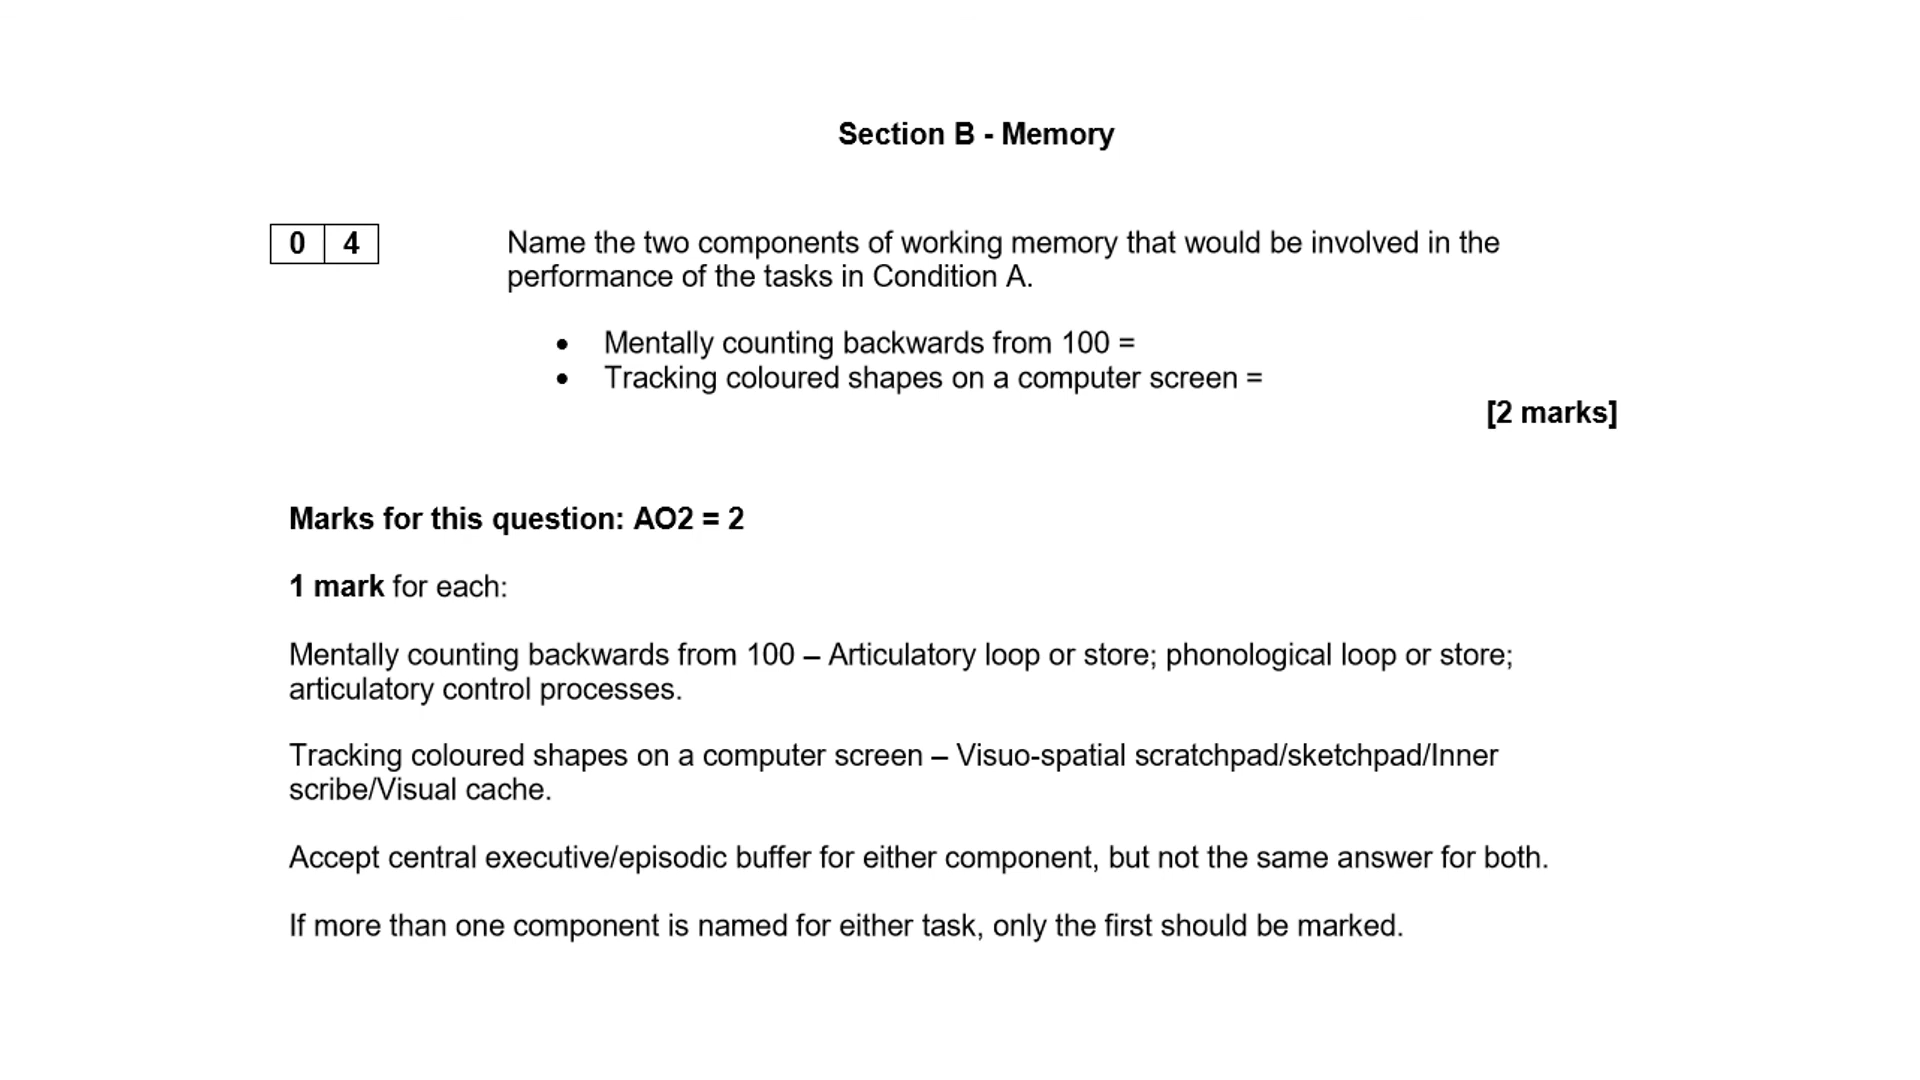 Section B - Memory
0 4
Name the two components of working memory that would be involved in the
performance of the tasks in Condition A.
• Mentally counting backwards from 100 =
• Tracking coloured shapes on a computer screen =
[2 marks]
Marks for this question: AO2 = 2
1 mark for each:
Mentally counting backwards from 100 – Articulatory loop or store; phonological loop or store;
articulatory control processes.
Tracking coloured shapes on a computer screen – Visuo-spatial scratchpad/sketchpad/Inner
scribe/Visual cache.
Accept central executive/episodic buffer for either component, but not the same answer for both.
If more than one component is named for either task, only the first should be marked.